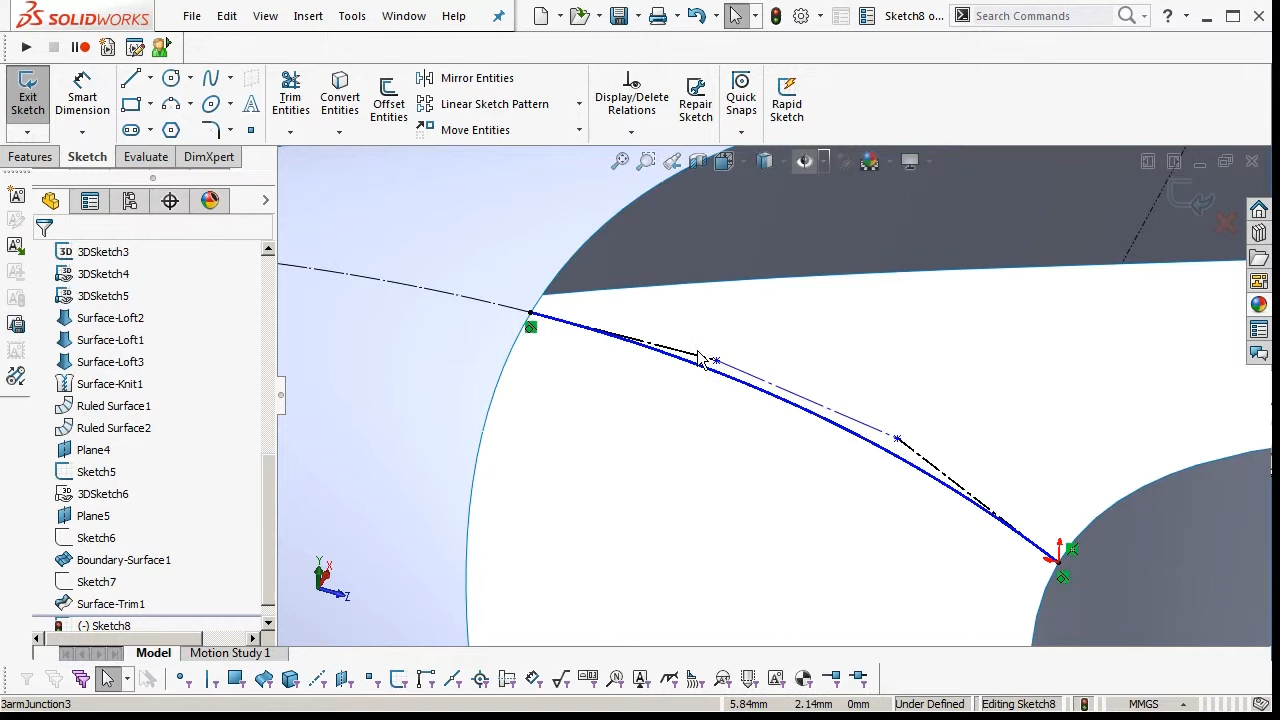 SOLIDWORKS
File Edit View Insert Tools Window Help
Sketch8 o...
Search Commands
Exit Sketch
Smart Dimension
Trim Entities
Convert Entities
Offset Entities
Mirror Entities
Linear Sketch Pattern
Move Entities
Display/Delete Relations
Repair Sketch
Quick Snaps
Rapid Sketch
Features Sketch Evaluate DimXpert
3DSketch3
3DSketch4
3DSketch5
Surface-Loft2
Surface-Loft1
Surface-Loft3
Surface-Knit1
Ruled Surface1
Ruled Surface2
Plane4
Sketch5
3DSketch6
Plane5
Sketch6
Boundary-Surface1
Sketch7
Surface-Trim1
(-) Sketch8
Y
X
Z
Model Motion Study 1
3armJunction3
5.84mm 2.14mm 0mm Under Defined Editing Sketch8 MMGS